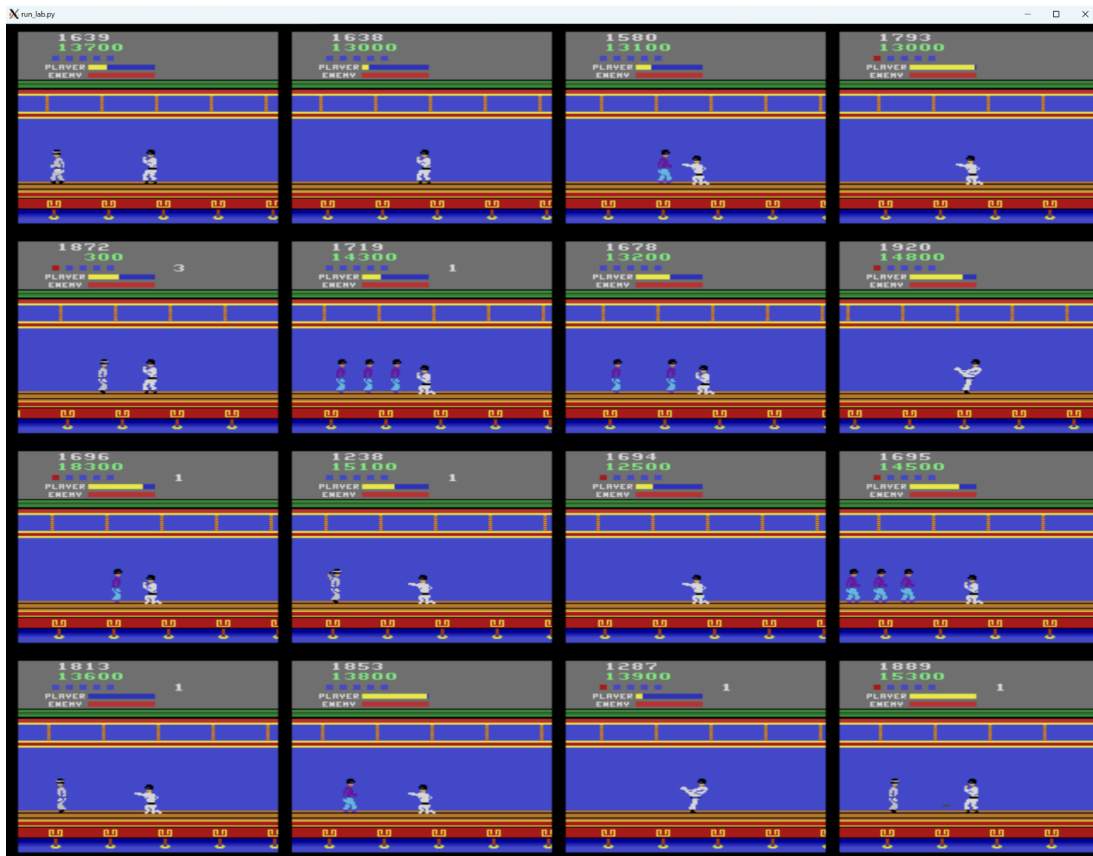 run_lab.py
1639
13700
PLAYER
ENEMY
1638
13000
PLAYER
ENEMY
1580
13100
PLAYER
ENEMY
1793
13000
PLAYER
ENEMY
1872
300
3
PLAYER
ENEMY
1719
14300
1
PLAYER
ENEMY
1678
13200
PLAYER
ENEMY
1920
14800
PLAYER
ENEMY
1696
18300
1
PLAYER
ENEMY
1238
15100
1
PLAYER
ENEMY
1694
12500
PLAYER
ENEMY
1695
14500
PLAYER
ENEMY
1813
13600
1
PLAYER
ENEMY
1853
13800
PLAYER
ENEMY
1287
13900
1
PLAYER
ENEMY
1889
15300
1
PLAYER
ENEMY